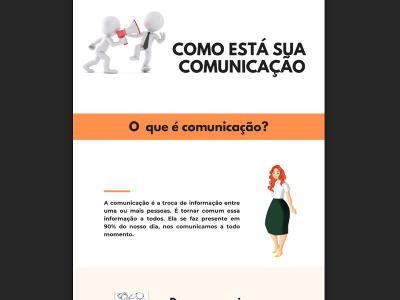 COMO ESTÁ SUA
COMUNICAÇÃO
O que é comunicação?
A comunicação é a troca de informação entre
uma ou mais pessoas. É tornar comum essa
informação a todos. Ela se faz presente em
90% do nosso dia, nos comunicamos a todo
momento.